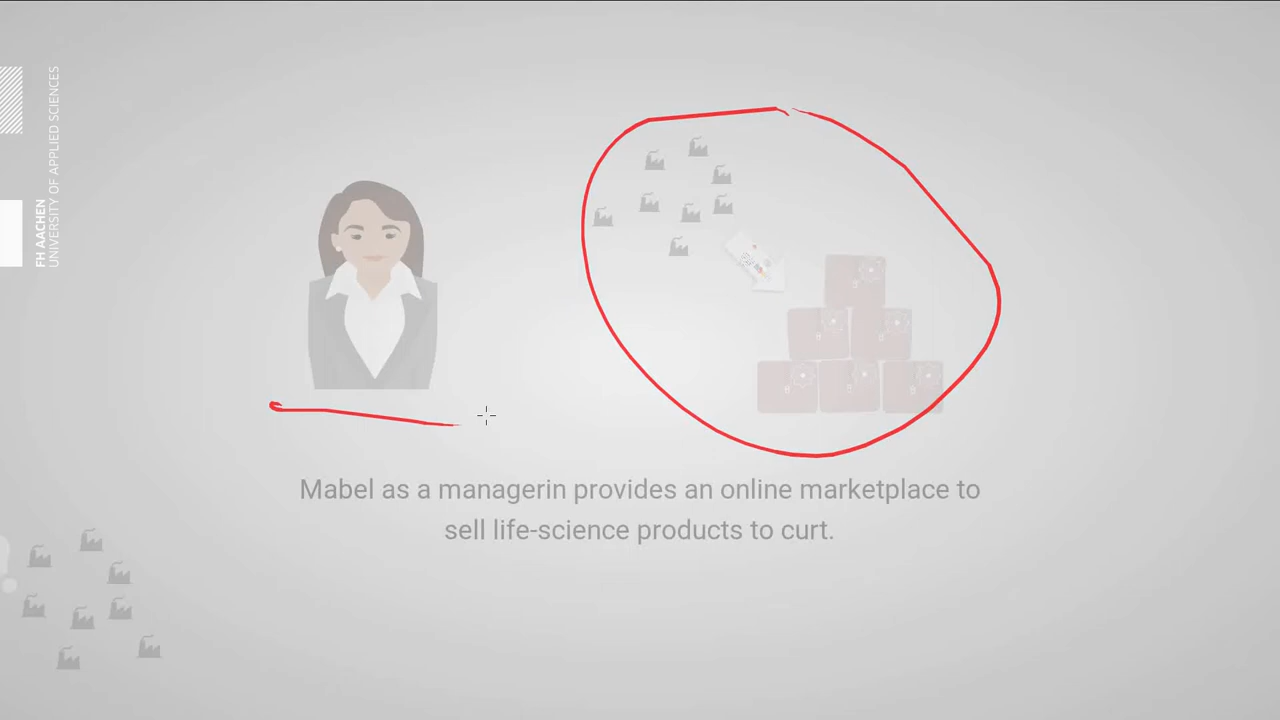 FH AACHEN
UNIVERSITY OF APPLIED SCIENCES
Mabel as a managerin provides an online marketplace to
sell life-science products to curt.